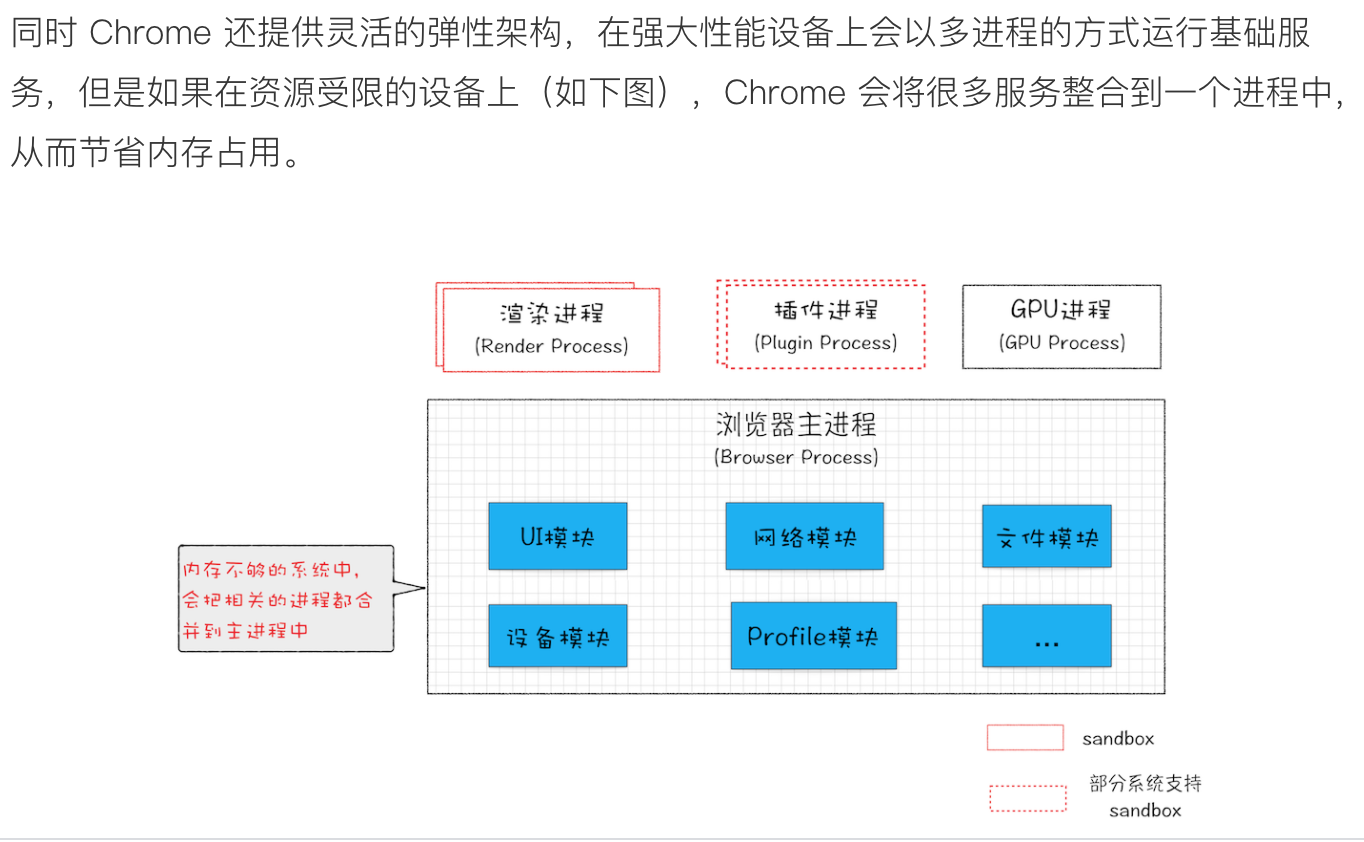 同时 Chrome 还提供灵活的弹性架构，在强大性能设备上会以多进程的方式运行基础服
务，但是如果在资源受限的设备上（如下图），Chrome 会将很多服务整合到一个进程中，
从而节省内存占用。
渲染进程
(Render Process)
插件进程
(Plugin Process)
GPU进程
(GPU Process)
浏览器主进程
(Browser Process)
UI模块
网络模块
文件模块
内存不够的系统中，
会把相关的进程都合
并到主进程中
设备模块
Profile模块
...
sandbox
部分系统支持
sandbox